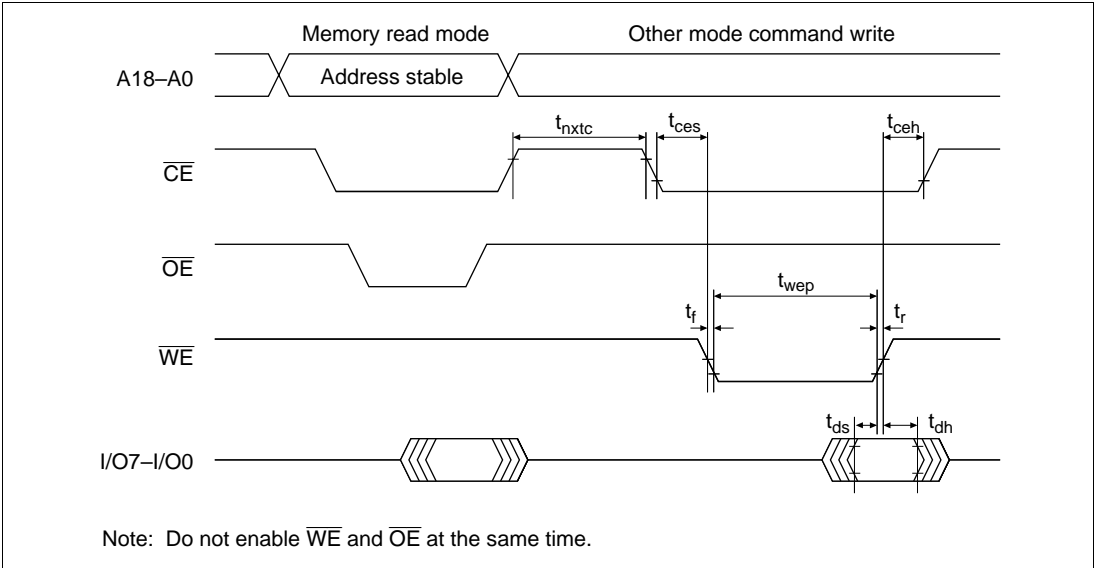 Memory read mode
Other mode command write
A18–A0
Address stable
tnxtc
tces
tceh
CE
OE
twep
tf
tr
WE
tds
tdh
I/O7–I/O0
Note: Do not enable WE and OE at the same time.